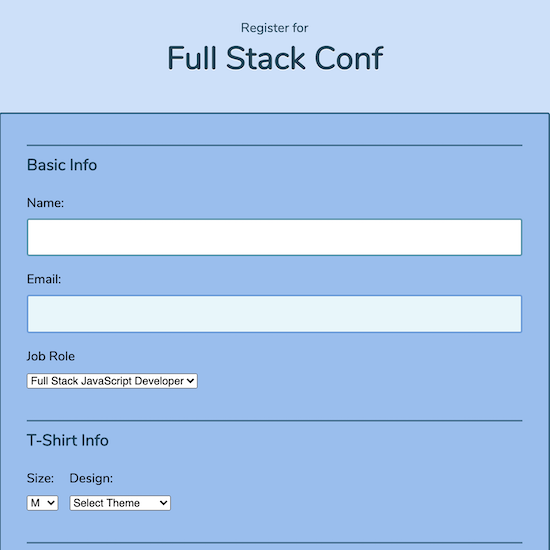 Register for
Full Stack Conf
Basic Info
Name:
Email:
Job Role
Full Stack JavaScript Developer
T-Shirt Info
Size: Design:
M Select Theme